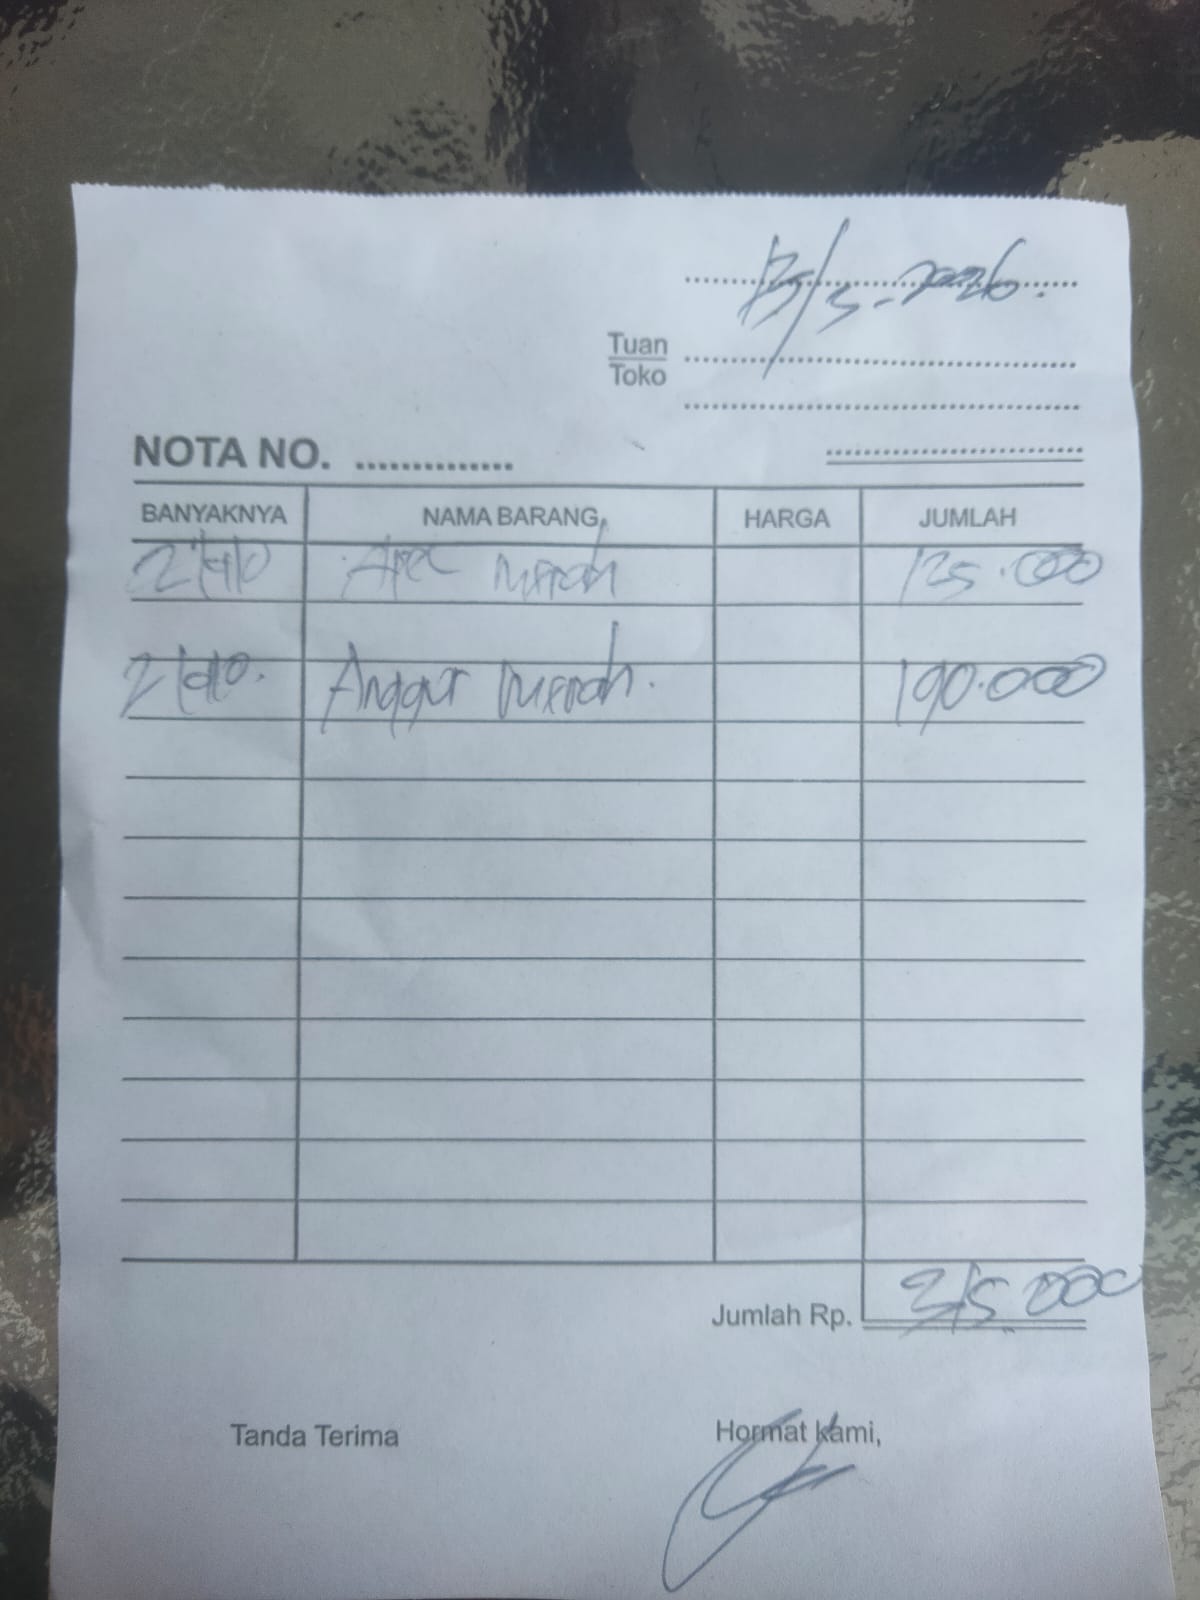 13/5-2026.
Tuan
Toko
NOTA NO. ..............
BANYAKNYA NAMA BARANG HARGA JUMLAH
2 kilo Apel merah 125.000
2 kilo. Anggur merah. 190.000
Jumlah Rp. 315.000
Tanda Terima Hormat kami,